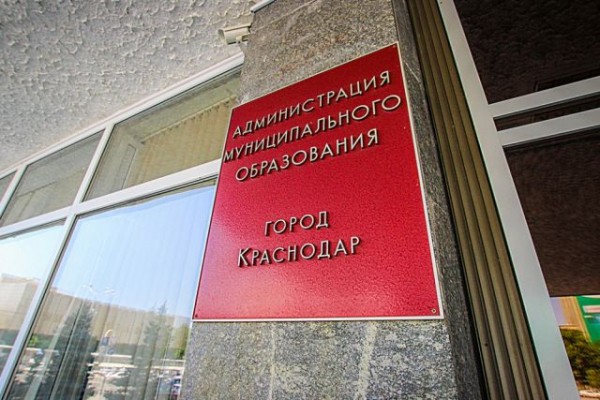 АДМИНИСТРАЦИЯ
МУНИЦИПАЛЬНОГО
ОБРАЗОВАНИЯ
ГОРОД
КРАСНОДАР